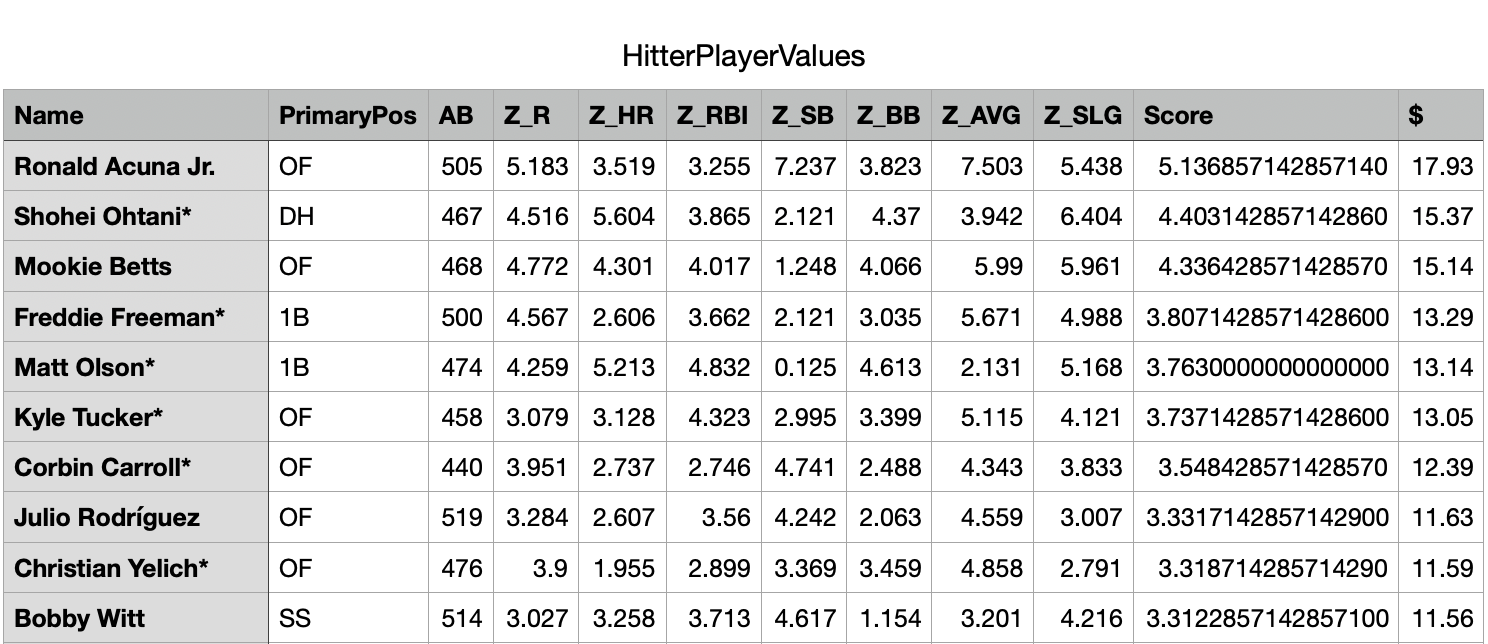 HitterPlayerValues
Name PrimaryPos AB Z_R Z_HR Z_RBI Z_SB Z_BB Z_AVG Z_SLG Score $
Ronald Acuna Jr. OF 505 5.183 3.519 3.255 7.237 3.823 7.503 5.438 5.136857142857140 17.93
Shohei Ohtani* DH 467 4.516 5.604 3.865 2.121 4.37 3.942 6.404 4.403142857142860 15.37
Mookie Betts OF 468 4.772 4.301 4.017 1.248 4.066 5.99 5.961 4.336428571428570 15.14
Freddie Freeman* 1B 500 4.567 2.606 3.662 2.121 3.035 5.671 4.988 3.8071428571428600 13.29
Matt Olson* 1B 474 4.259 5.213 4.832 0.125 4.613 2.131 5.168 3.7630000000000000 13.14
Kyle Tucker* OF 458 3.079 3.128 4.323 2.995 3.399 5.115 4.121 3.7371428571428600 13.05
Corbin Carroll* OF 440 3.951 2.737 2.746 4.741 2.488 4.343 3.833 3.548428571428570 12.39
Julio Rodríguez OF 519 3.284 2.607 3.56 4.242 2.063 4.559 3.007 3.3317142857142900 11.63
Christian Yelich* OF 476 3.9 1.955 2.899 3.369 3.459 4.858 2.791 3.318714285714290 11.59
Bobby Witt SS 514 3.027 3.258 3.713 4.617 1.154 3.201 4.216 3.3122857142857100 11.56